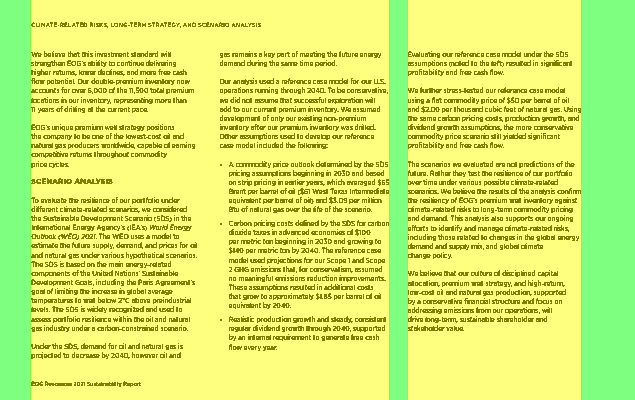 CLIMATE-RELATED RISKS, LONG-TERM STRATEGY, AND SCENARIO ANALYSIS
We believe that this investment standard will
strengthen EOG's ability to continue delivering
higher returns, lower declines, and more free cash
flow potential. Our double-premium inventory now
accounts for over 6,000 of the 11,500 total premium
locations in our inventory, representing more than
11 years of drilling at the current pace.
EOG's unique premium well strategy positions
the company to be one of the lowest-cost oil and
natural gas producers worldwide, capable of earning
competitive returns throughout commodity
price cycles.
SCENARIO ANALYSIS
To evaluate the resilience of our portfolio under
different climate-related scenarios, we considered
the Sustainable Development Scenario (SDS) in the
International Energy Agency's (IEA's) World Energy
Outlook (WEO) 2021. The WEO uses a model to
estimate the future supply, demand, and prices for oil
and natural gas under various hypothetical scenarios.
The SDS is based on the main energy-related
components of the United Nations' Sustainable
Development Goals, including the Paris Agreement's
goal of limiting the increase in global average
temperatures to well below 2°C above preindustrial
levels. The SDS is widely recognized and used to
assess portfolio resilience within the oil and natural
gas industry under a carbon-constrained scenario.
Under the SDS, demand for oil and natural gas is
projected to decrease by 2040, however oil and
gas remains a key part of meeting the future energy
demand during the same time period.
Our analysis used a reference case model for our U.S.
operations running through 2040. To be conservative,
we did not assume that successful exploration will
add to our current premium inventory. We assumed
development of only our existing non-premium
inventory after our premium inventory was drilled.
Other assumptions used to develop our reference
case model included the following:
• A commodity price outlook determined by the SDS
pricing assumptions beginning in 2030 and based
on strip pricing in earlier years, which averaged $65
Brent per barrel of oil ($61 West Texas Intermediate
equivalent per barrel of oil) and $3.09 per million
Btu of natural gas over the life of the scenario.
• Carbon pricing costs defined by the SDS for carbon
dioxide taxes in advanced economies of $100
per metric ton beginning in 2030 and growing to
$140 per metric ton by 2040. The reference case
model used projections for our Scope 1 and Scope
2 GHG emissions that, for conservatism, assumed
no meaningful emissions reduction improvements.
These assumptions resulted in additional costs
that grow to approximately $1.85 per barrel of oil
equivalent by 2040.
• Realistic production growth and steady, consistent
regular dividend growth through 2040, supported
by an internal requirement to generate free cash
flow every year.
Evaluating our reference case model under the SDS
assumptions (noted to the left) resulted in significant
profitability and free cash flow.
We further stress-tested our reference case model
using a flat commodity price of $50 per barrel of oil
and $2.00 per thousand cubic feet of natural gas. Using
the same carbon pricing costs, production growth, and
dividend growth assumptions, the more conservative
commodity price scenario still yielded significant
profitability and free cash flow.
The scenarios we evaluated are not predictions of the
future. Rather they test the resilience of our portfolio
over time under various possible climate-related
scenarios. We believe the results of the analysis confirm
the resiliency of EOG's premium well inventory against
climate-related risks to long-term commodity pricing
and demand. This analysis also supports our ongoing
efforts to identify and manage climate-related risks,
including those related to changes in the global energy
demand and supply mix, and global climate
change policy.
We believe that our culture of disciplined capital
allocation, premium well strategy, and high-return,
low-cost oil and natural gas production, supported
by a conservative financial structure and focus on
addressing emissions from our operations, will
drive long-term, sustainable shareholder and
stakeholder value.
EOG Resources 2021 Sustainability Report